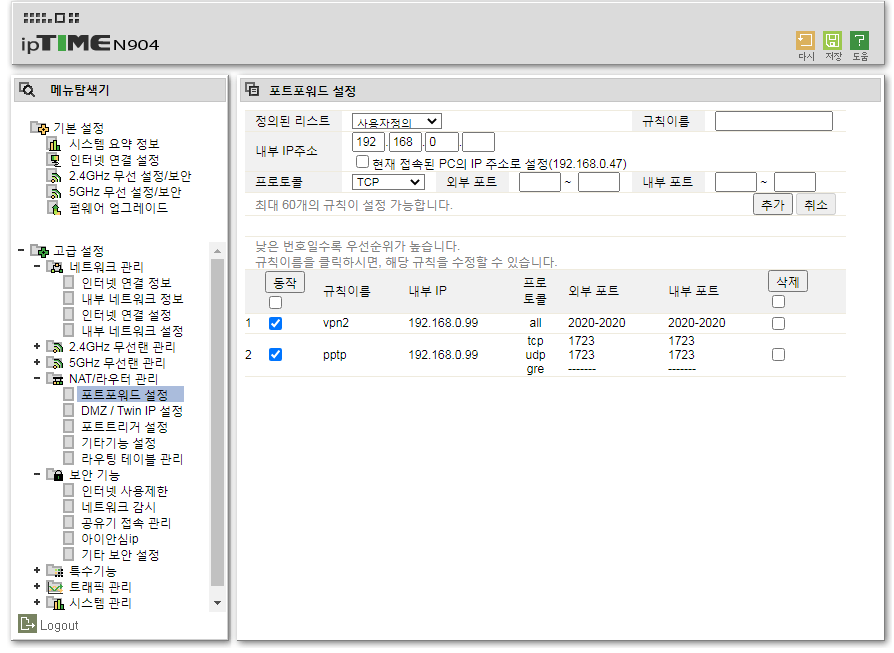 ipTIME N904
다시 저장 도움
메뉴탐색기
기본 설정
시스템 요약 정보
인터넷 연결 설정
2.4GHz 무선 설정/보안
5GHz 무선 설정/보안
펌웨어 업그레이드
고급 설정
네트워크 관리
인터넷 연결 정보
내부 네트워크 정보
인터넷 연결 설정
내부 네트워크 설정
2.4GHz 무선랜 관리
5GHz 무선랜 관리
NAT/라우터 관리
포트포워드 설정
DMZ / Twin IP 설정
포트트리거 설정
기타기능 설정
라우팅 테이블 관리
보안 기능
인터넷 사용제한
네트워크 감시
공유기 접속 관리
아이안심ip
기타 보안 설정
특수기능
트래픽 관리
시스템 관리
Logout
포트포워드 설정
정의된 리스트 사용자정의 규칙이름
내부 IP주소 192 . 168 . 0 .
현재 접속된 PC의 IP 주소로 설정(192.168.0.47)
프로토콜 TCP 외부 포트 ~ 내부 포트 ~
최대 60개의 규칙이 설정 가능합니다. 추가 취소
낮은 번호일수록 우선순위가 높습니다.
규칙이름을 클릭하시면, 해당 규칙을 수정할 수 있습니다.
동작 규칙이름 내부 IP 프로토콜 외부 포트 내부 포트 삭제
1 vpn2 192.168.0.99 all 2020-2020 2020-2020
tcp 1723 1723
2 pptp 192.168.0.99 udp 1723 1723
gre ------- -------